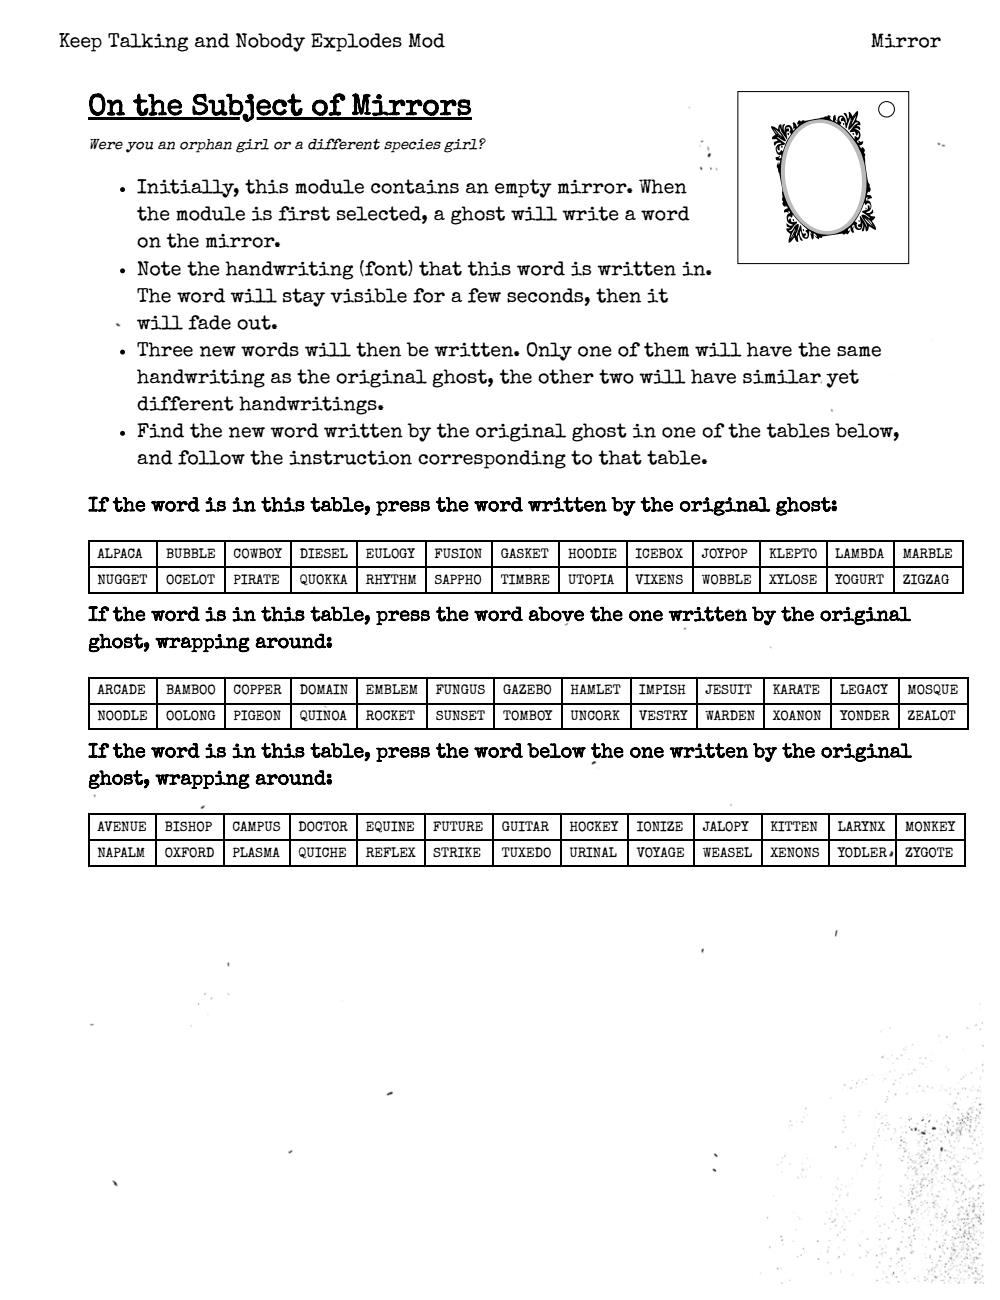 Keep Talking and Nobody Explodes Mod Mirror
On the Subject of Mirrors
Were you an orphan girl or a different species girl?
• Initially, this module contains an empty mirror. When
the module is first selected, a ghost will write a word
on the mirror.
• Note the handwriting (font) that this word is written in.
The word will stay visible for a few seconds, then it
will fade out.
• Three new words will then be written. Only one of them will have the same
handwriting as the original ghost, the other two will have similar yet
different handwritings.
• Find the new word written by the original ghost in one of the tables below,
and follow the instruction corresponding to that table.
If the word is in this table, press the word written by the original ghost:
ALPACA BUBBLE COWBOY DIESEL EULOGY FUSION GASKET HOODIE ICEBOX JOYPOP KLEPTO LAMBDA MARBLE
NUGGET OCELOT PIRATE QUOKKA RHYTHM SAPPHO TIMBRE UTOPIA VIXENS WOBBLE XYLOSE YOGURT ZIGZAG
If the word is in this table, press the word above the one written by the original
ghost, wrapping around:
ARCADE BAMBOO COPPER DOMAIN EMBLEM FUNGUS GAZEBO HAMLET IMPISH JESUIT KARATE LEGACY MOSQUE
NOODLE OOLONG PIGEON QUINOA ROCKET SUNSET TOMBOY UNCORK VESTRY WARDEN XOANON YONDER ZEALOT
If the word is in this table, press the word below the one written by the original
ghost, wrapping around:
AVENUE BISHOP CAMPUS DOCTOR EQUINE FUTURE GUITAR HOCKEY IONIZE JALOPY KITTEN LARYNX MONKEY
NAPALM OXFORD PLASMA QUICHE REFLEX STRIKE TUXEDO URINAL VOYAGE WEASEL XENONS YODLER ZYGOTE